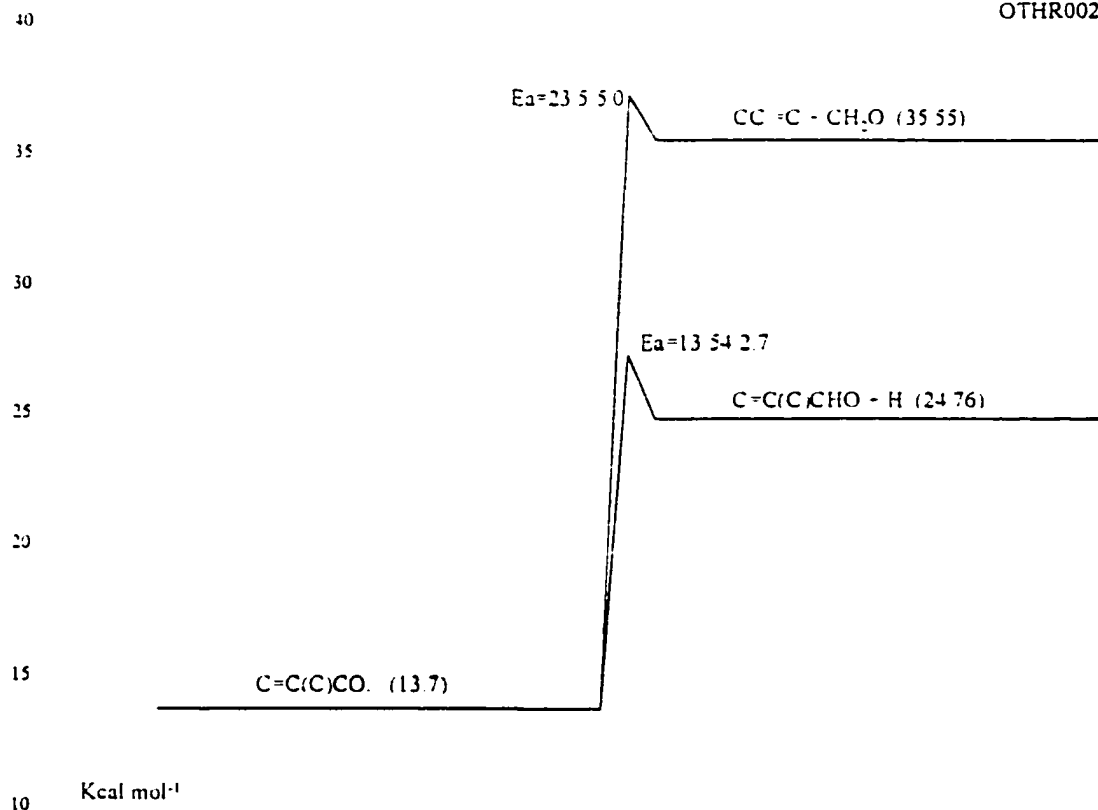 OTHR002
40
Ea=23 5 5 0
CC =C - CH2O (35 55)
35
30
Ea=13 54 2.7
C=C(C)CHO - H (24 76)
25
20
15
C=C(C)CO. (13.7)
Kcal mol-1
10